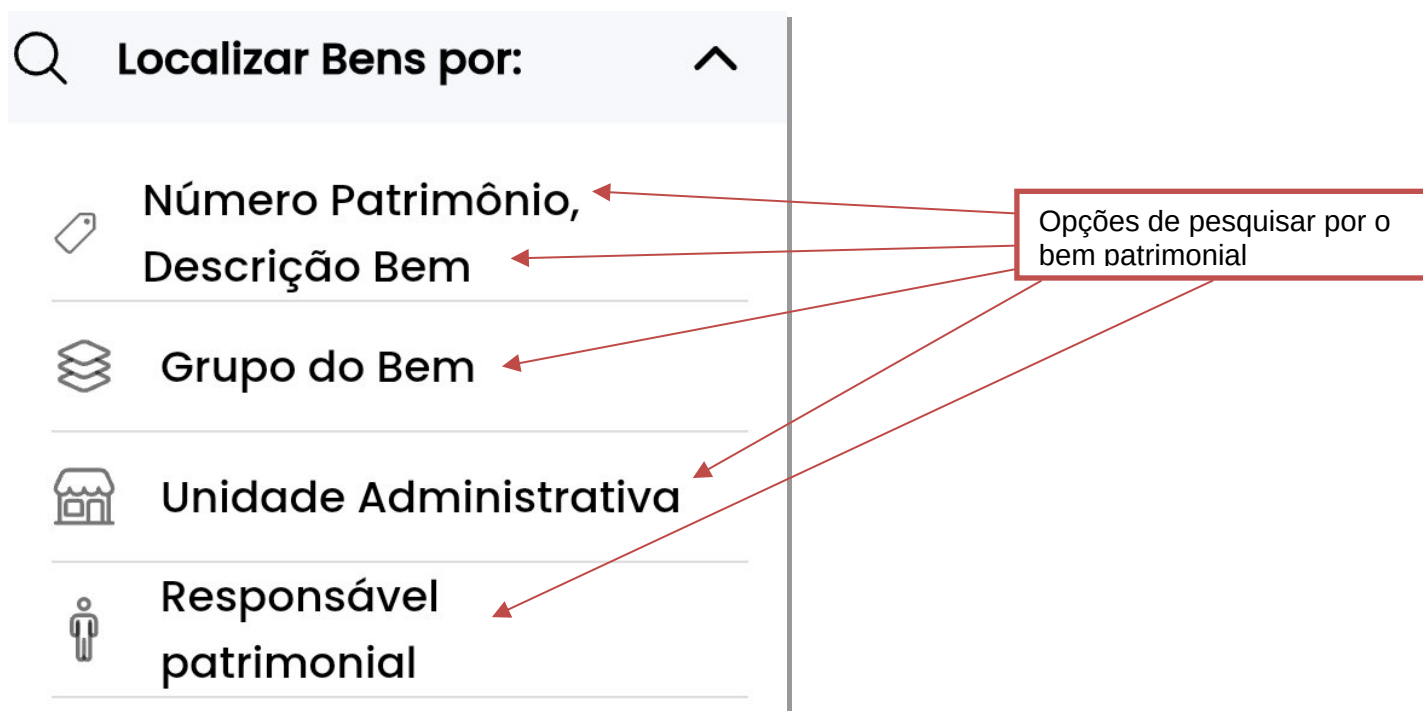 Localizar Bens por:
Número Patrimônio,
Descrição Bem
Grupo do Bem
Unidade Administrativa
Responsável
patrimonial
Opções de pesquisar por o
bem patrimonial